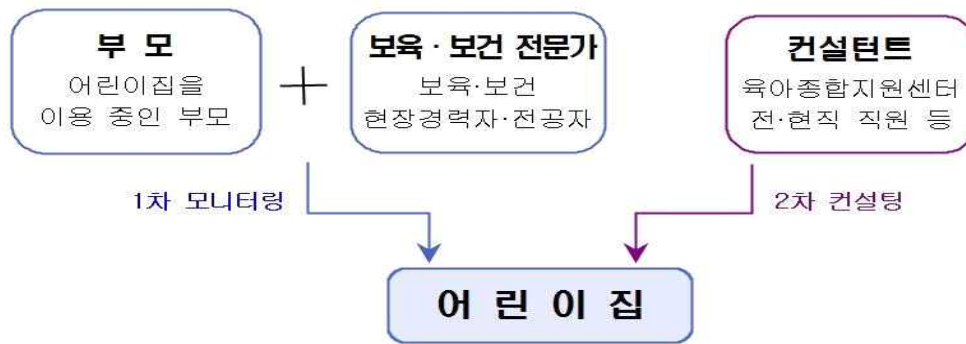 부 모
어린이집을
이용 중인 부모
보육·보건 전문가
보육·보건
현장경력자·전공자
컨설턴트
육아종합지원센터
전·현직 직원 등
1차 모니터링
2차 컨설팅
어 린 이 집